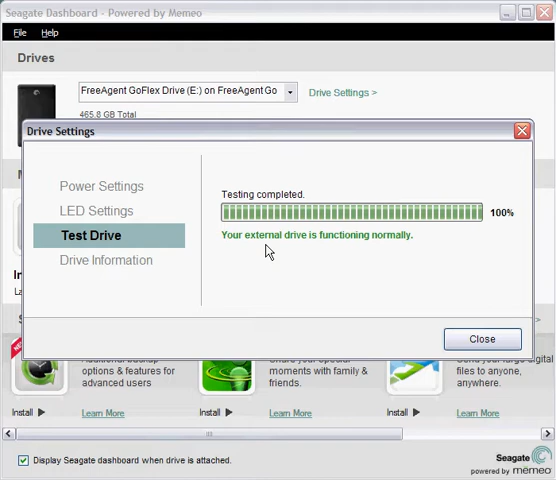 Seagate Dashboard - Powered by Memeo
File Help
Drives
FreeAgent GoFlex Drive (E:) on FreeAgent Go
Drive Settings >
465.8 GB Total
Drive Settings
Power Settings
LED Settings
Test Drive
Drive Information
Testing completed.
100%
Your external drive is functioning normally.
Close
options & features for
advanced users
moments with family &
friends.
files to anyone,
anywhere.
Install
Learn More
Install
Learn More
Install
Learn More
Display Seagate dashboard when drive is attached.
Seagate
powered by memeo